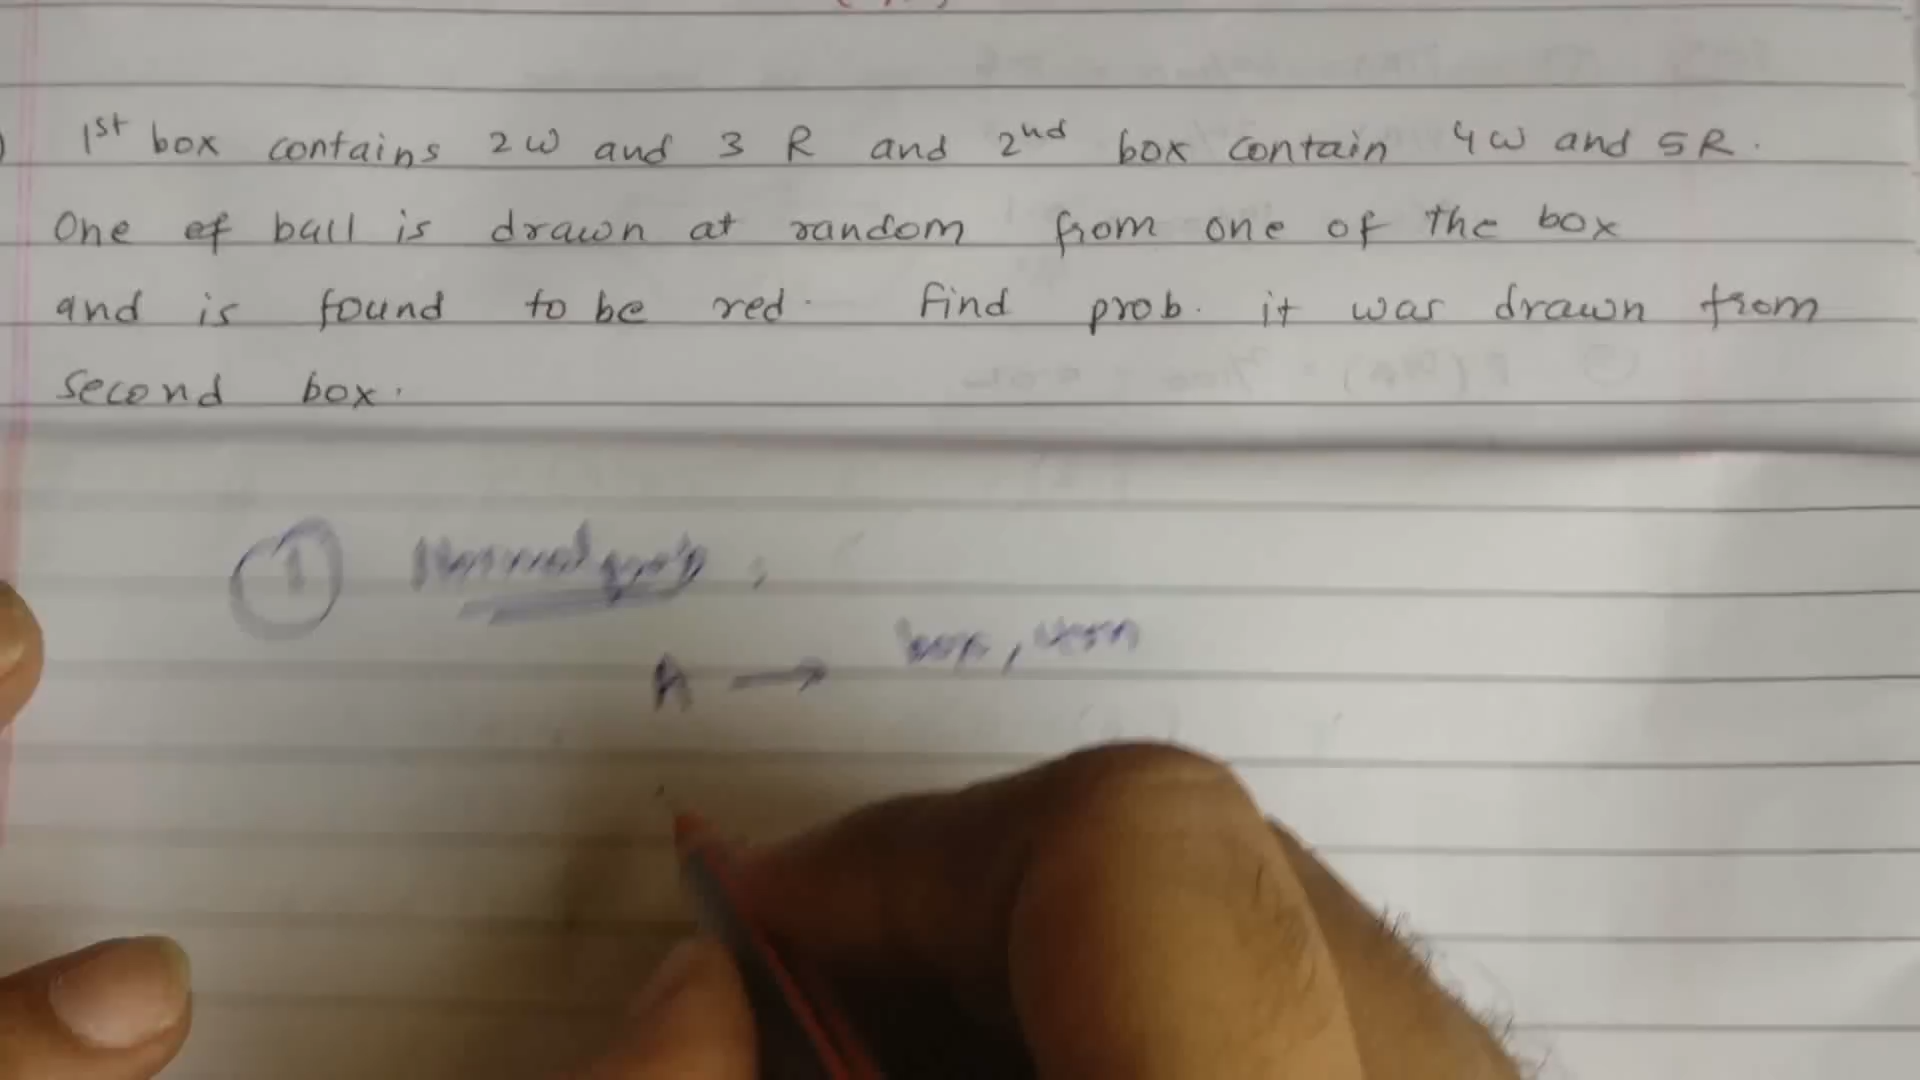 1st box contains 2W and 3 R and 2nd box contain 4W and 5R.
One of ball is drawn at random from one of the box
and is found to be red. Find prob. it was drawn from
second box.
1
A →